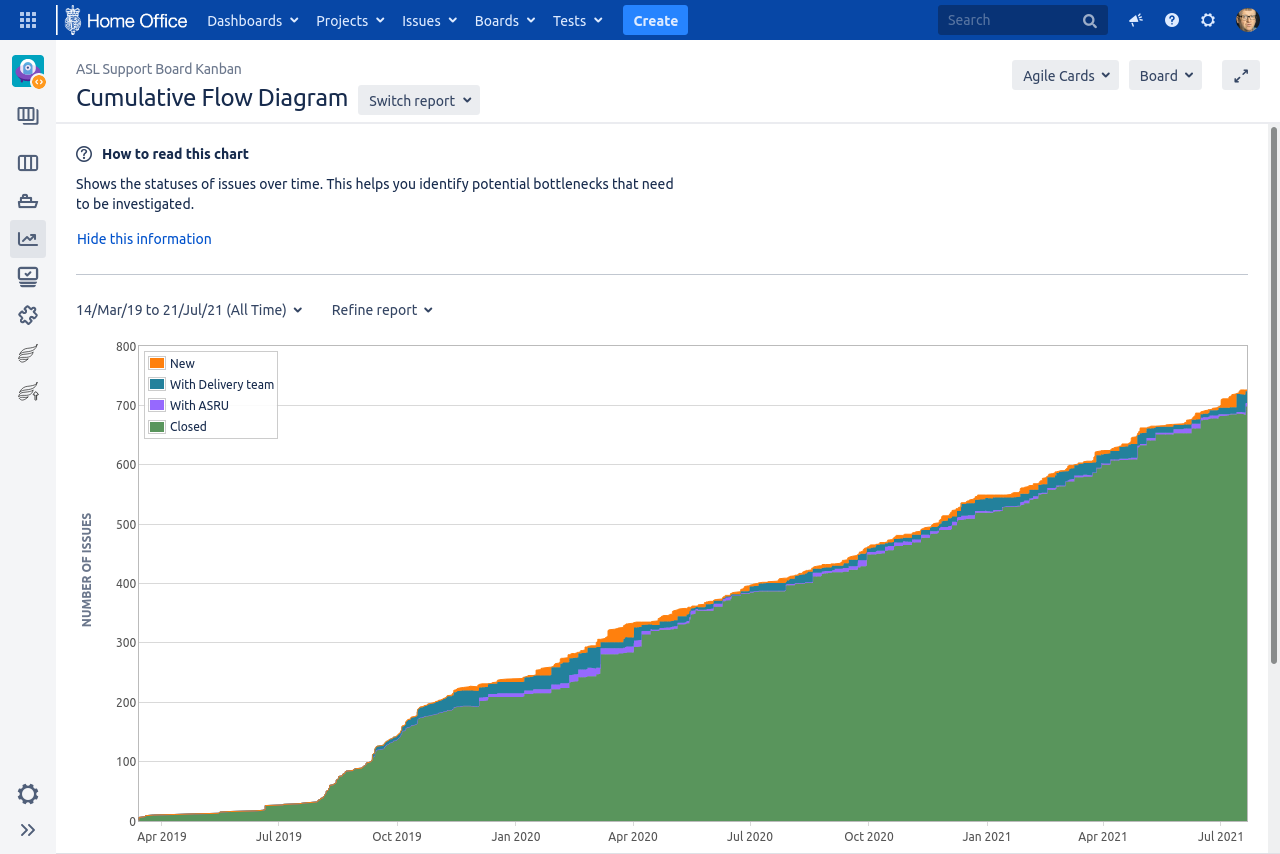 Home Office Dashboards Projects Issues Boards Tests Create Search
ASL Support Board Kanban
Cumulative Flow Diagram Switch report Agile Cards Board
How to read this chart
Shows the statuses of issues over time. This helps you identify potential bottlenecks that need
to be investigated.
Hide this information
14/Mar/19 to 21/Jul/21 (All Time) Refine report
NUMBER OF ISSUES
800
700
600
500
400
300
200
100
0
New
With Delivery team
With ASRU
Closed
Apr 2019 Jul 2019 Oct 2019 Jan 2020 Apr 2020 Jul 2020 Oct 2020 Jan 2021 Apr 2021 Jul 2021